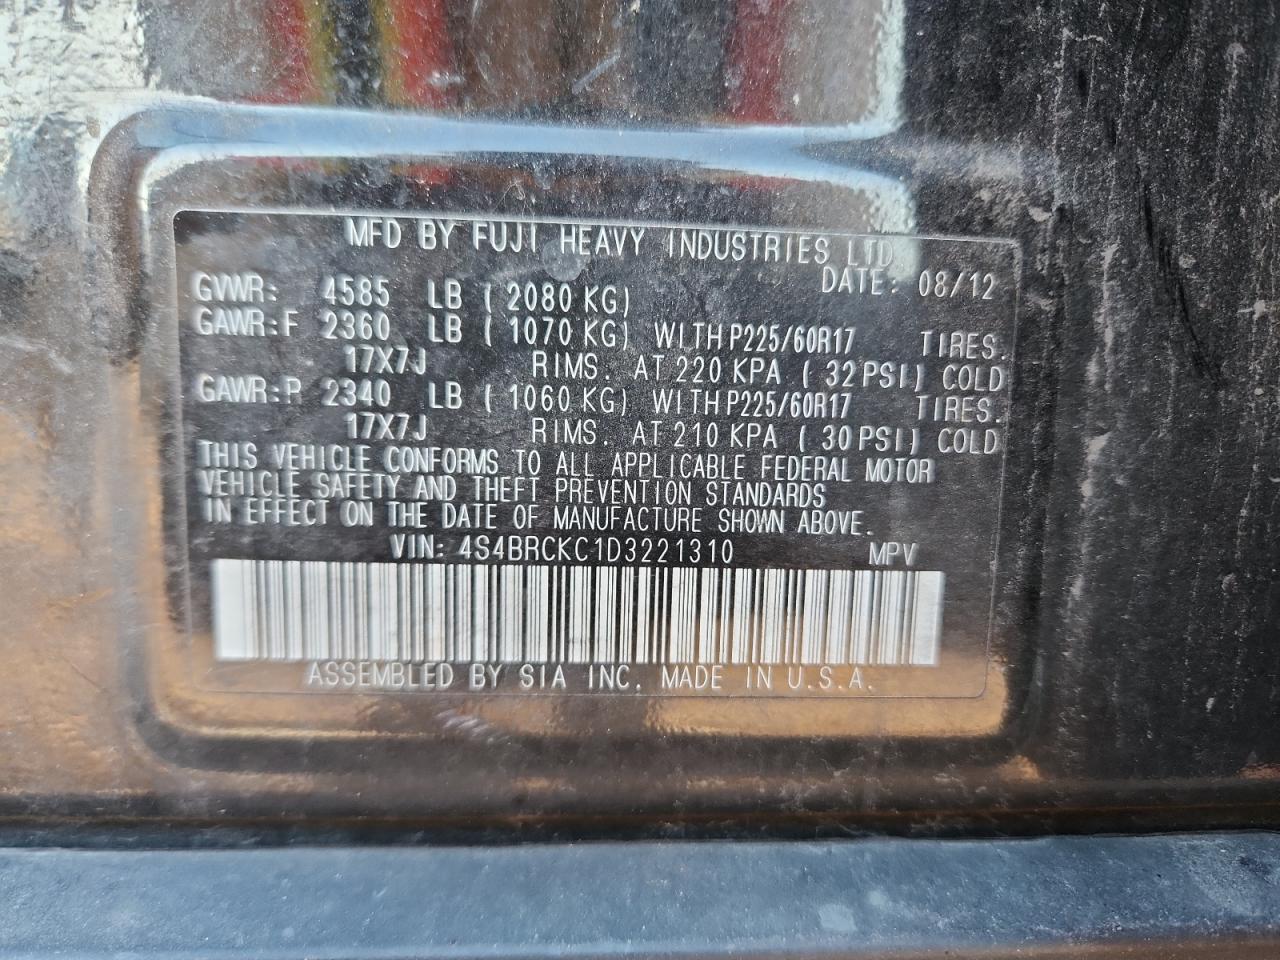 MFD BY FUJI HEAVY INDUSTRIES LTD
DATE: 08/12
GVWR: 4585 LB ( 2080 KG)
GAWR:F 2360 LB ( 1070 KG) WITH P225/60R17 TIRES.
17X7J RIMS. AT 220 KPA ( 32 PSI) COLD
GAWR:R 2340 LB ( 1060 KG) WITH P225/60R17 TIRES.
17X7J RIMS. AT 210 KPA ( 30 PSI) COLD
THIS VEHICLE CONFORMS TO ALL APPLICABLE FEDERAL MOTOR
VEHICLE SAFETY AND THEFT PREVENTION STANDARDS
IN EFFECT ON THE DATE OF MANUFACTURE SHOWN ABOVE.
VIN: 4S4BRCKC1D3221310 MPV
ASSEMBLED BY SIA INC. MADE IN U.S.A.